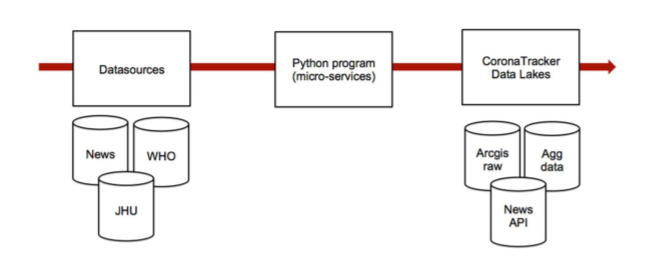 Datasources
Python program
(micro-services)
CoronaTracker
Data Lakes
News
WHO
JHU
Arcgis
raw
Agg
data
News
API